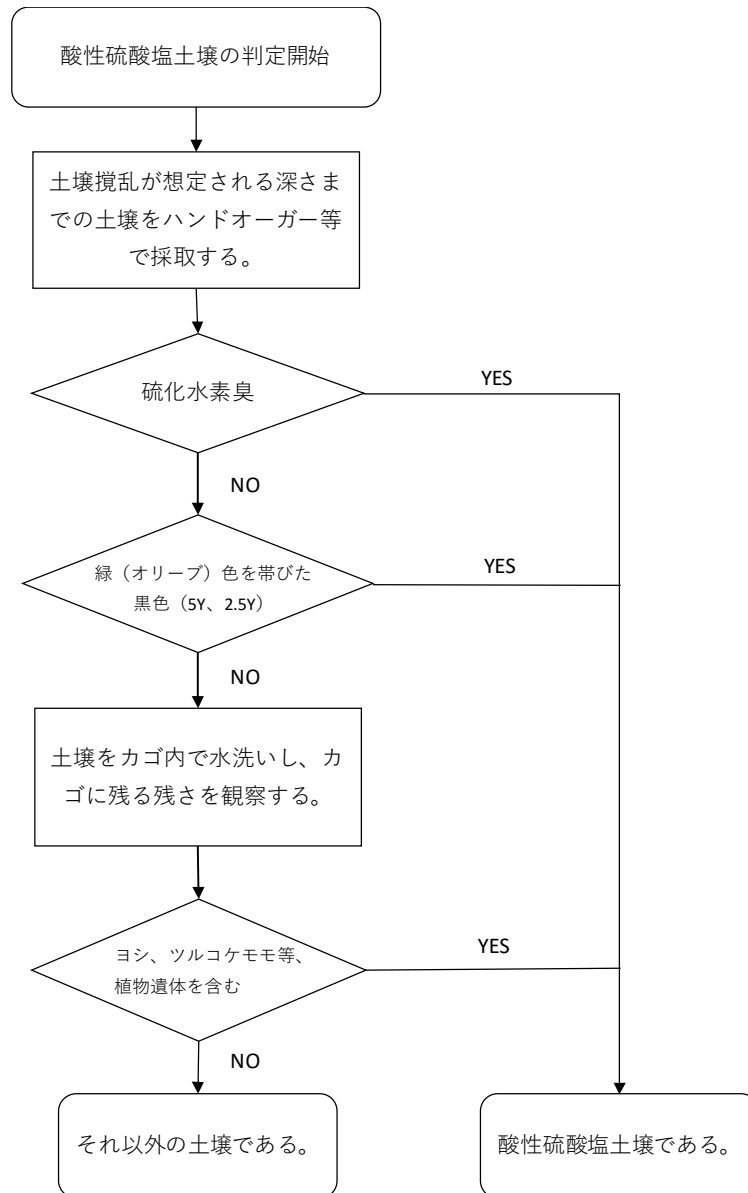 酸性硫酸塩土壌の判定開始
土壌撹乱が想定される深さま
での土壌をハンドオーガー等
で採取する。
硫化水素臭
YES
NO
緑（オリーブ）色を帯びた
黒色（5Y、2.5Y）
YES
NO
土壌をカゴ内で水洗いし、カ
ゴに残る残さを観察する。
ヨシ、ツルコケモモ等、
植物遺体を含む
YES
NO
それ以外の土壌である。
酸性硫酸塩土壌である。